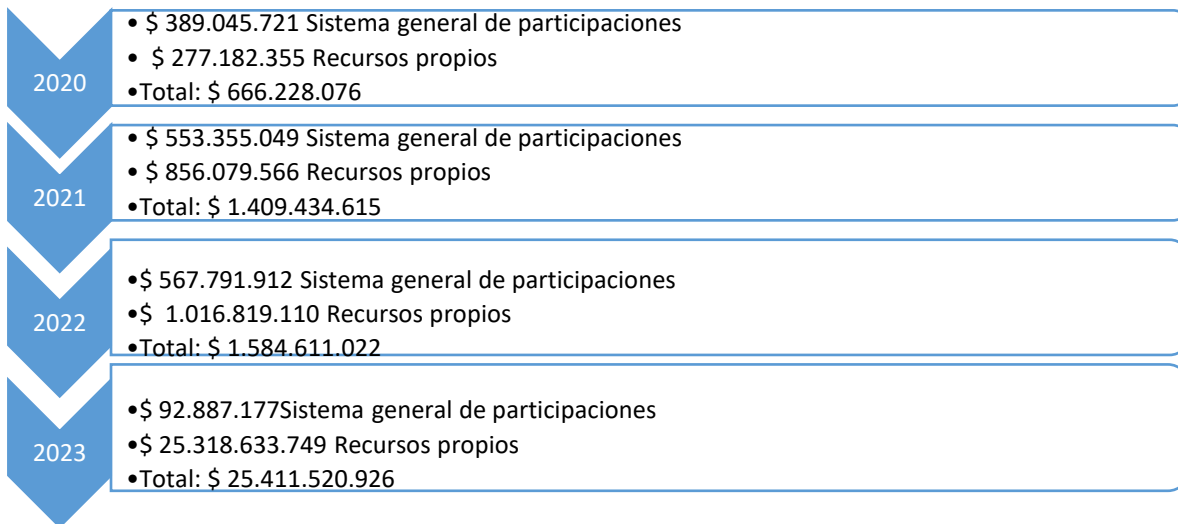 2020
• $ 389.045.721 Sistema general de participaciones
• $ 277.182.355 Recursos propios
•Total: $ 666.228.076
2021
• $ 553.355.049 Sistema general de participaciones
• $ 856.079.566 Recursos propios
•Total: $ 1.409.434.615
2022
•$ 567.791.912 Sistema general de participaciones
•$ 1.016.819.110 Recursos propios
•Total: $ 1.584.611.022
2023
•$ 92.887.177Sistema general de participaciones
•$ 25.318.633.749 Recursos propios
•Total: $ 25.411.520.926